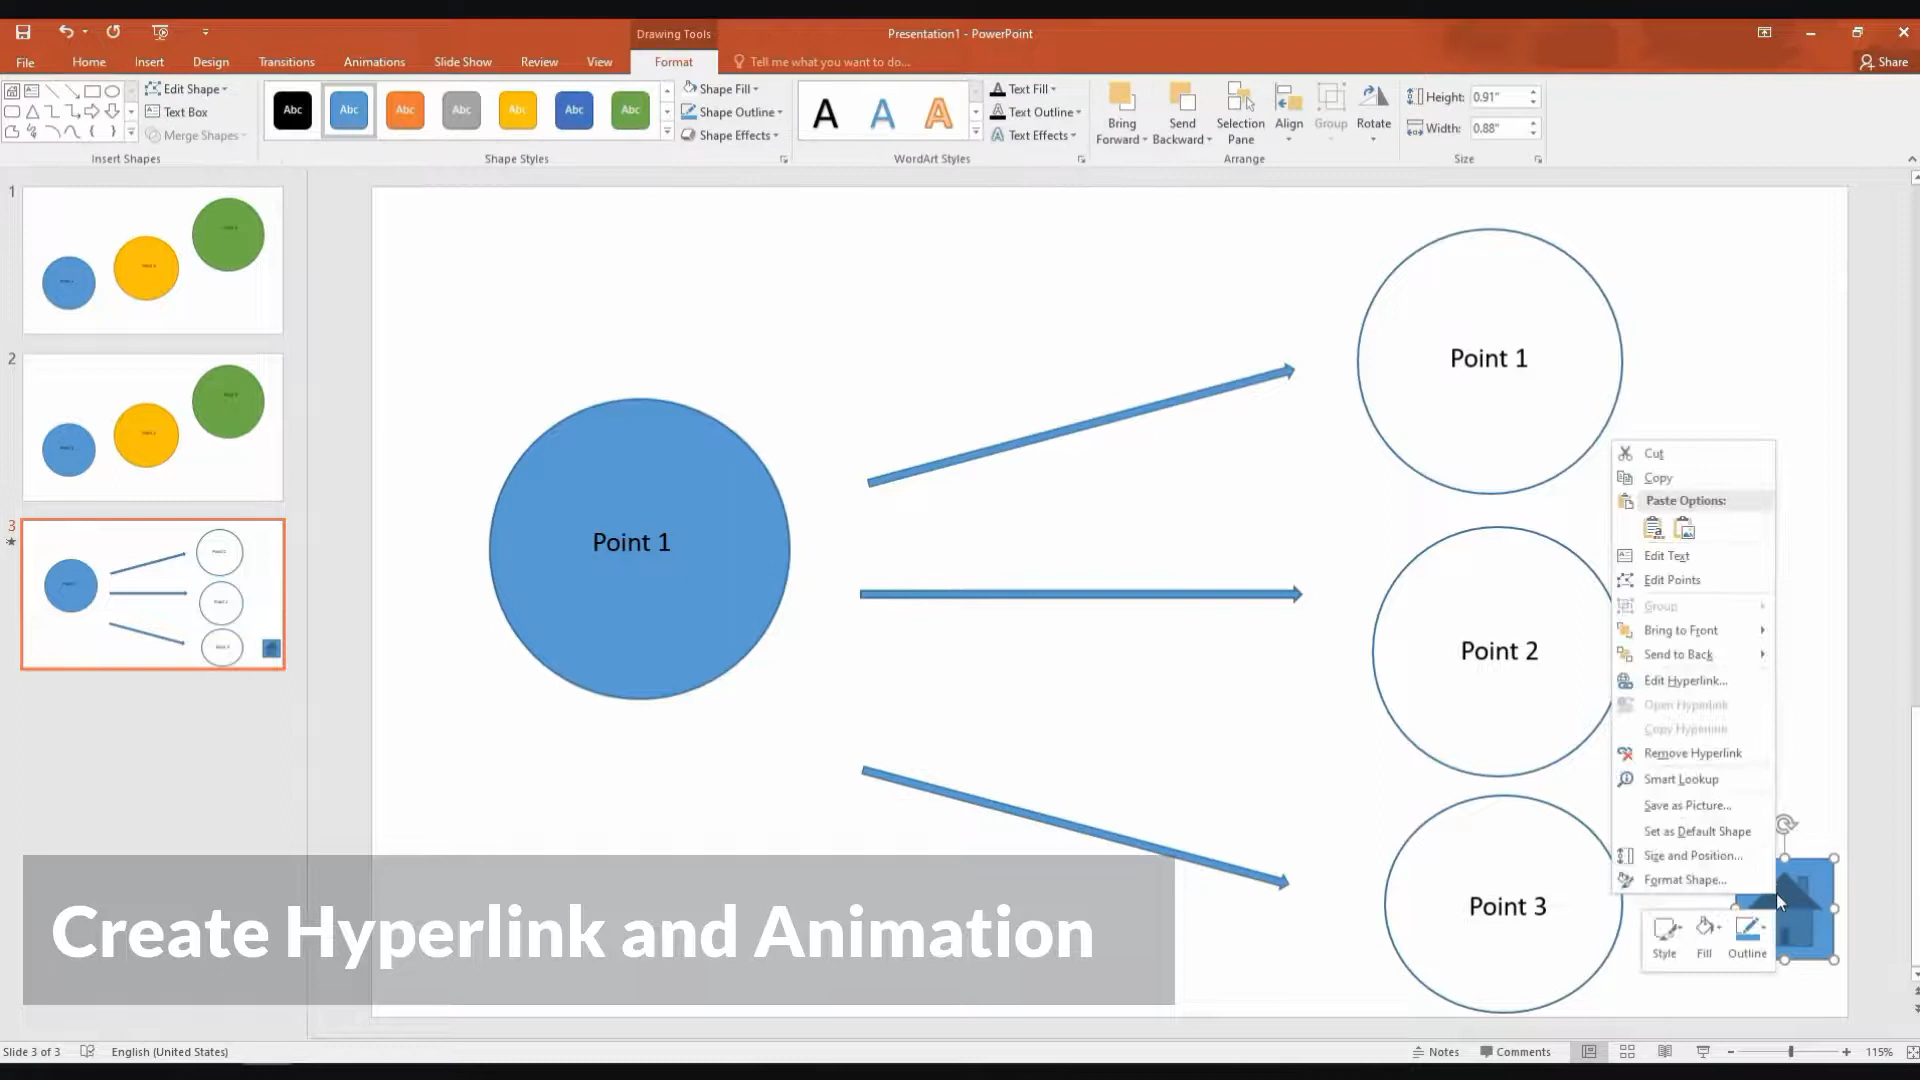 Drawing Tools
Presentation1 - PowerPoint
File Home Insert Design Transitions Animations Slide Show Review View Format Tell me what you want to do... Share
Edit Shape
Text Box
Merge Shapes
Insert Shapes
Abc Abc Abc Abc Abc Abc Abc
Shape Fill
Shape Outline
Shape Effects
Shape Styles
A A A
Text Fill
Text Outline
Text Effects
WordArt Styles
Bring Forward
Send Backward
Selection Pane
Align
Group
Rotate
Arrange
Height: 0.91"
Width: 0.88"
Size
1
2
3
Point 1
Point 1
Point 2
Point 3
Cut
Copy
Paste Options:
Edit Text
Edit Points
Group
Bring to Front
Send to Back
Edit Hyperlink...
Open Hyperlink
Copy Hyperlink
Remove Hyperlink
Smart Lookup
Save as Picture...
Set as Default Shape
Size and Position...
Format Shape...
Style Fill Outline
Create Hyperlink and Animation
Slide 3 of 3 English (United States) Notes Comments 115%